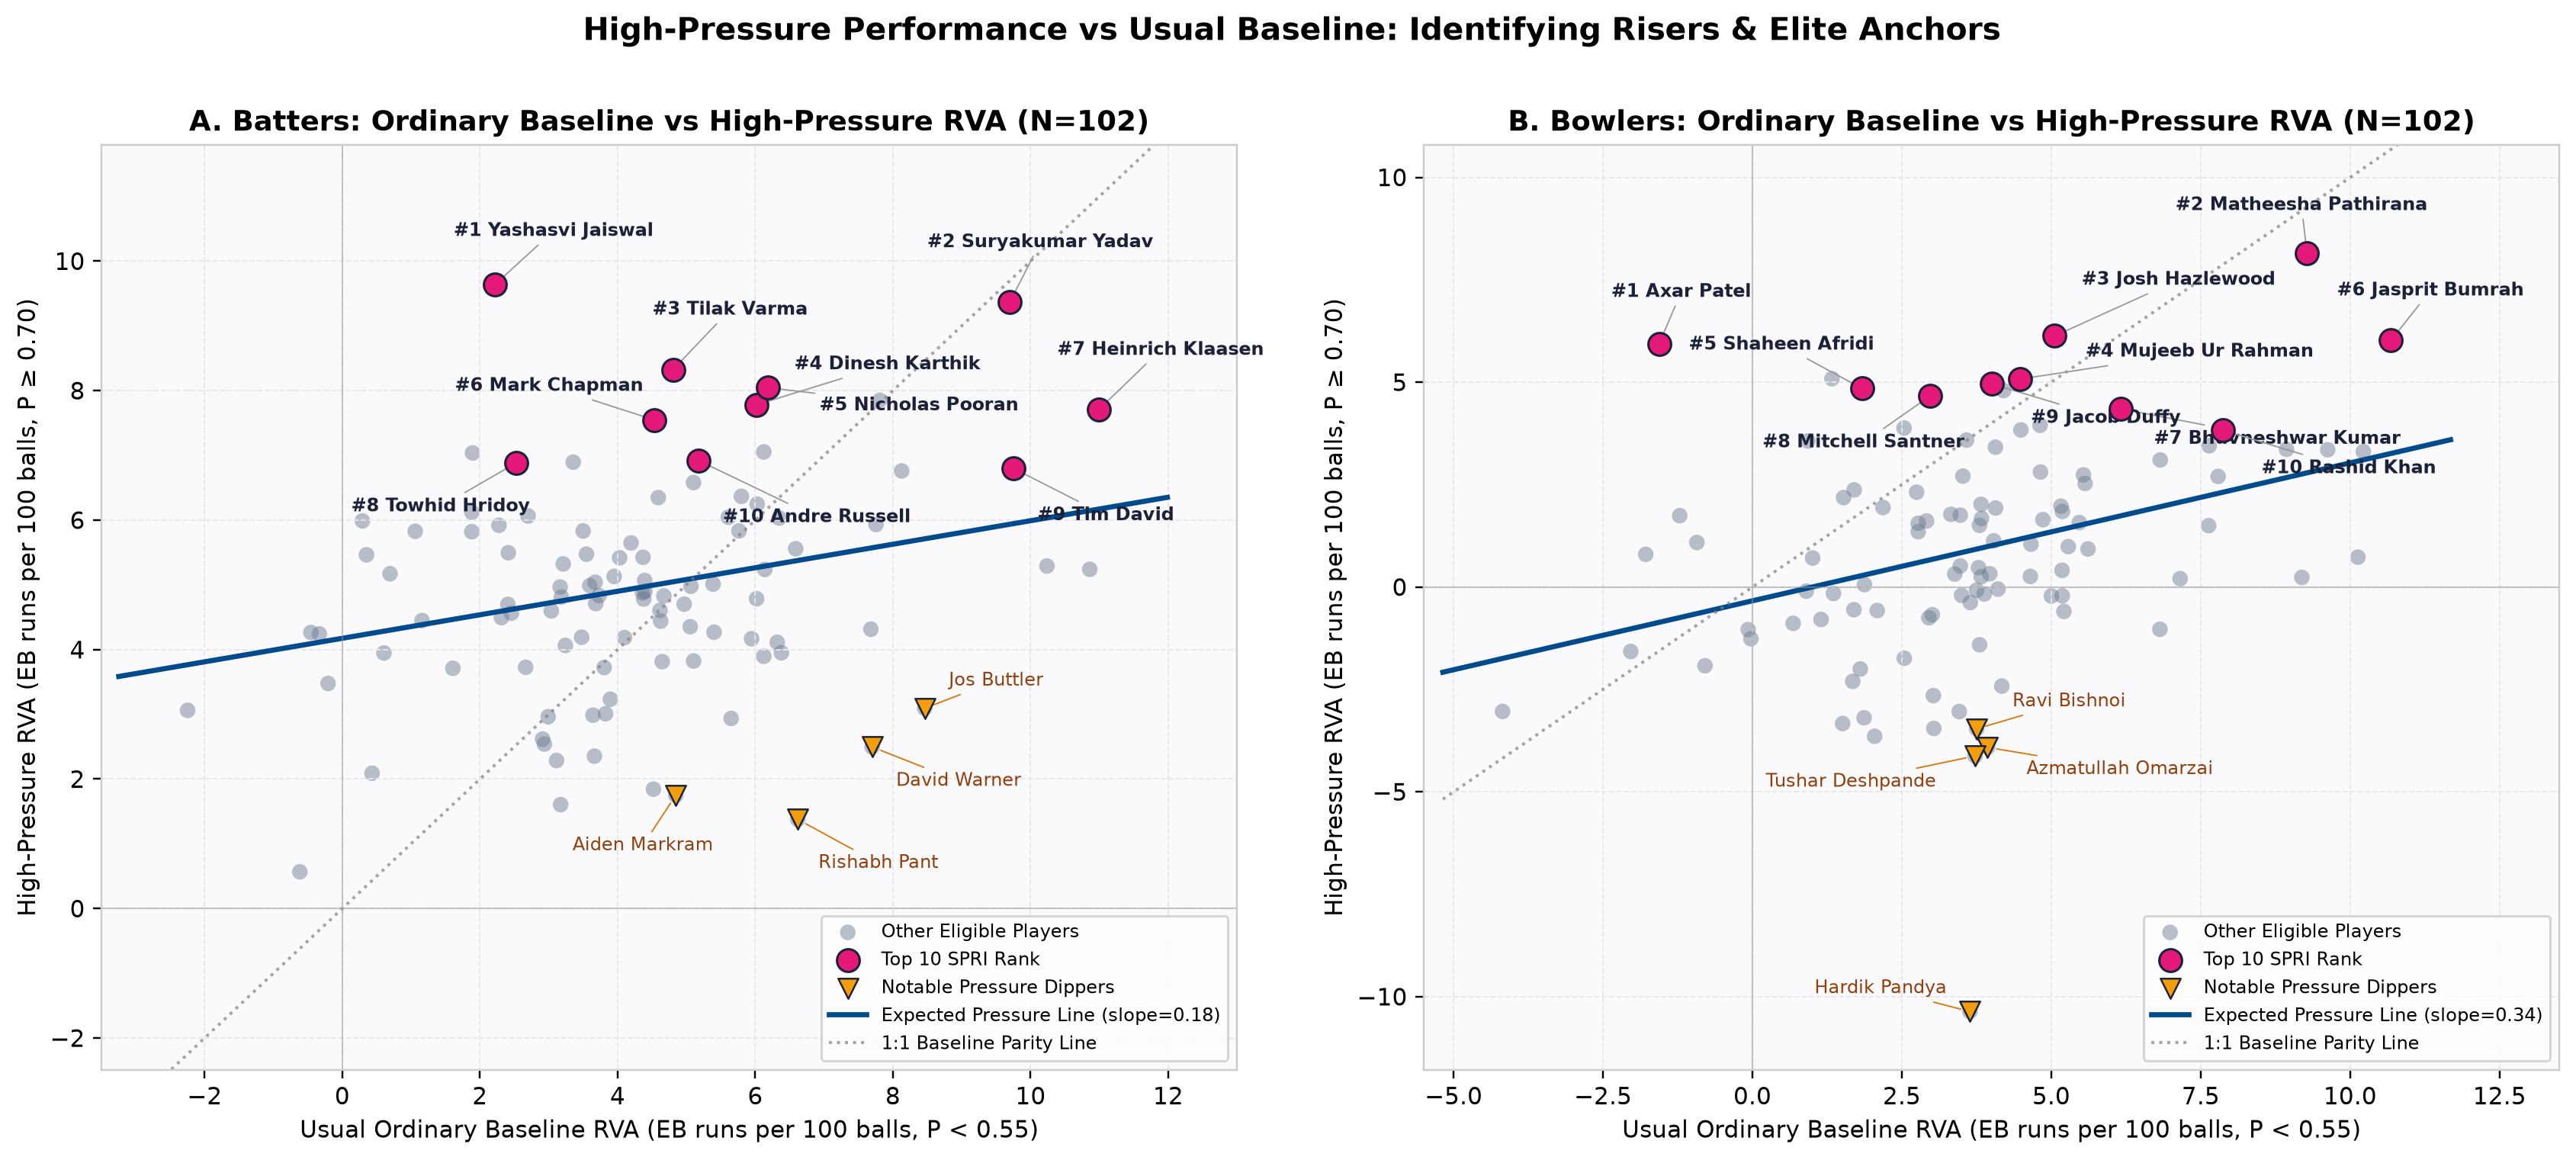 High-Pressure Performance vs Usual Baseline: Identifying Risers & Elite Anchors
A. Batters: Ordinary Baseline vs High-Pressure RVA (N=102)
High-Pressure RVA (EB runs per 100 balls, P ≥ 0.70)
10
8
6
4
2
0
−2
#1 Yashasvi Jaiswal
#2 Suryakumar Yadav
#3 Tilak Varma
#7 Heinrich Klaasen
#4 Dinesh Karthik
#6 Mark Chapman
#5 Nicholas Pooran
#8 Towhid Hridoy
#10 Andre Russell
#9 Tim David
Jos Buttler
David Warner
Aiden Markram
Rishabh Pant
Other Eligible Players
Top 10 SPRI Rank
Notable Pressure Dippers
Expected Pressure Line (slope=0.18)
1:1 Baseline Parity Line
−2
0
2
4
6
8
10
12
Usual Ordinary Baseline RVA (EB runs per 100 balls, P < 0.55)
B. Bowlers: Ordinary Baseline vs High-Pressure RVA (N=102)
High-Pressure RVA (EB runs per 100 balls, P ≥ 0.70)
10
5
0
−5
−10
#2 Matheesha Pathirana
#3 Josh Hazlewood
#1 Axar Patel
#6 Jasprit Bumrah
#5 Shaheen Afridi
#4 Mujeeb Ur Rahman
#9 Jacob Duffy
#8 Mitchell Santner
#7 Bhuvneshwar Kumar
#10 Rashid Khan
Ravi Bishnoi
Azmatullah Omarzai
Tushar Deshpande
Hardik Pandya
Other Eligible Players
Top 10 SPRI Rank
Notable Pressure Dippers
Expected Pressure Line (slope=0.34)
1:1 Baseline Parity Line
−5.0
−2.5
0.0
2.5
5.0
7.5
10.0
12.5
Usual Ordinary Baseline RVA (EB runs per 100 balls, P < 0.55)